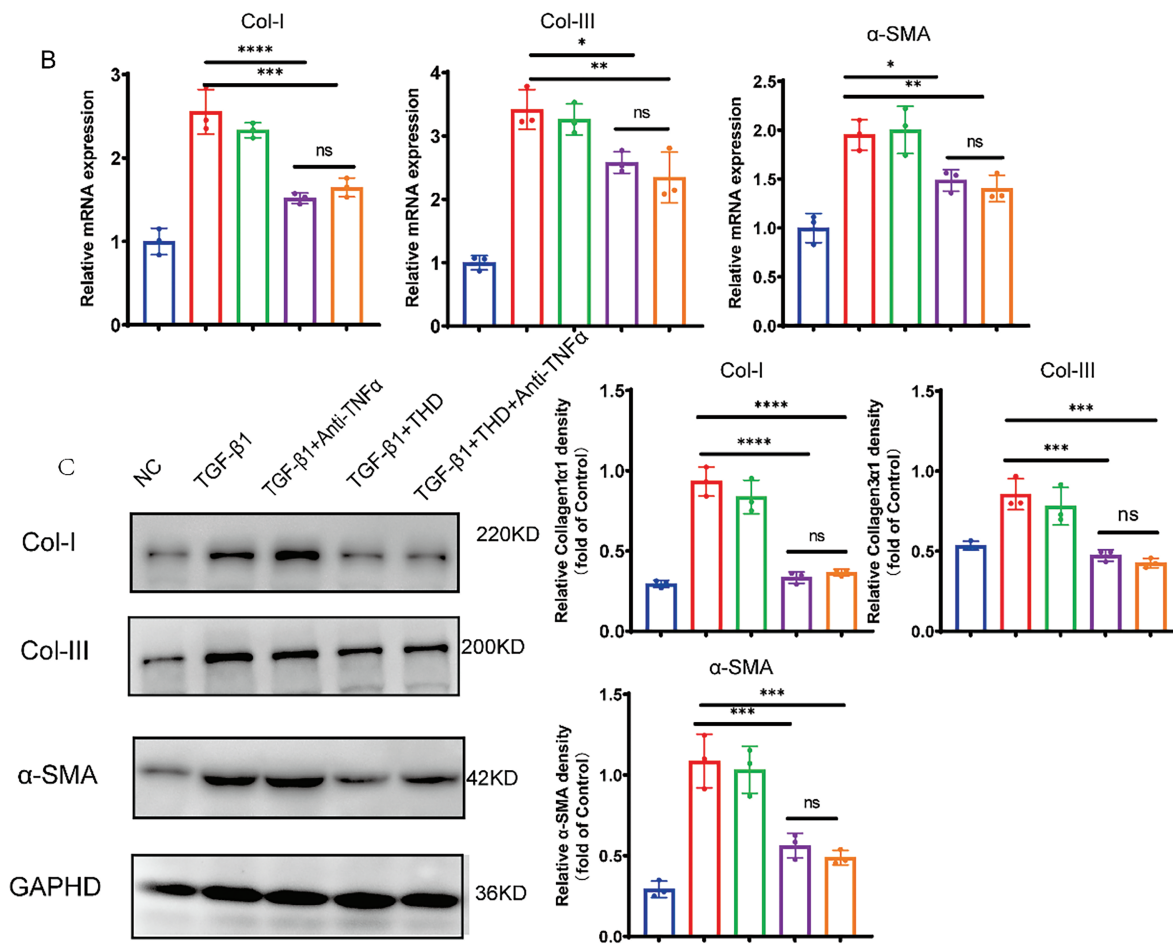 B
Col-I
Relative mRNA expression
3
2
1
0
****
***
ns
Col-III
Relative mRNA expression
4
3
2
1
0
*
**
ns
α-SMA
Relative mRNA expression
2.5
2.0
1.5
1.0
0.5
0.0
*
**
ns
C
NC
TGF-β1
TGF-β1+Anti-TNFα
TGF-β1+THD
TGF-β1+THD+Anti-TNFα
Col-I
220KD
Col-III
200KD
α-SMA
42KD
GAPHD
36KD
Col-I
Relative Collagen1α1 density
(fold of Control)
1.5
1.0
0.5
0.0
****
****
ns
Col-III
Relative Collagen3α1 density
(fold of Control)
1.5
1.0
0.5
0.0
***
***
ns
α-SMA
Relative α-SMA density
(fold of Control)
1.5
1.0
0.5
0.0
***
***
ns